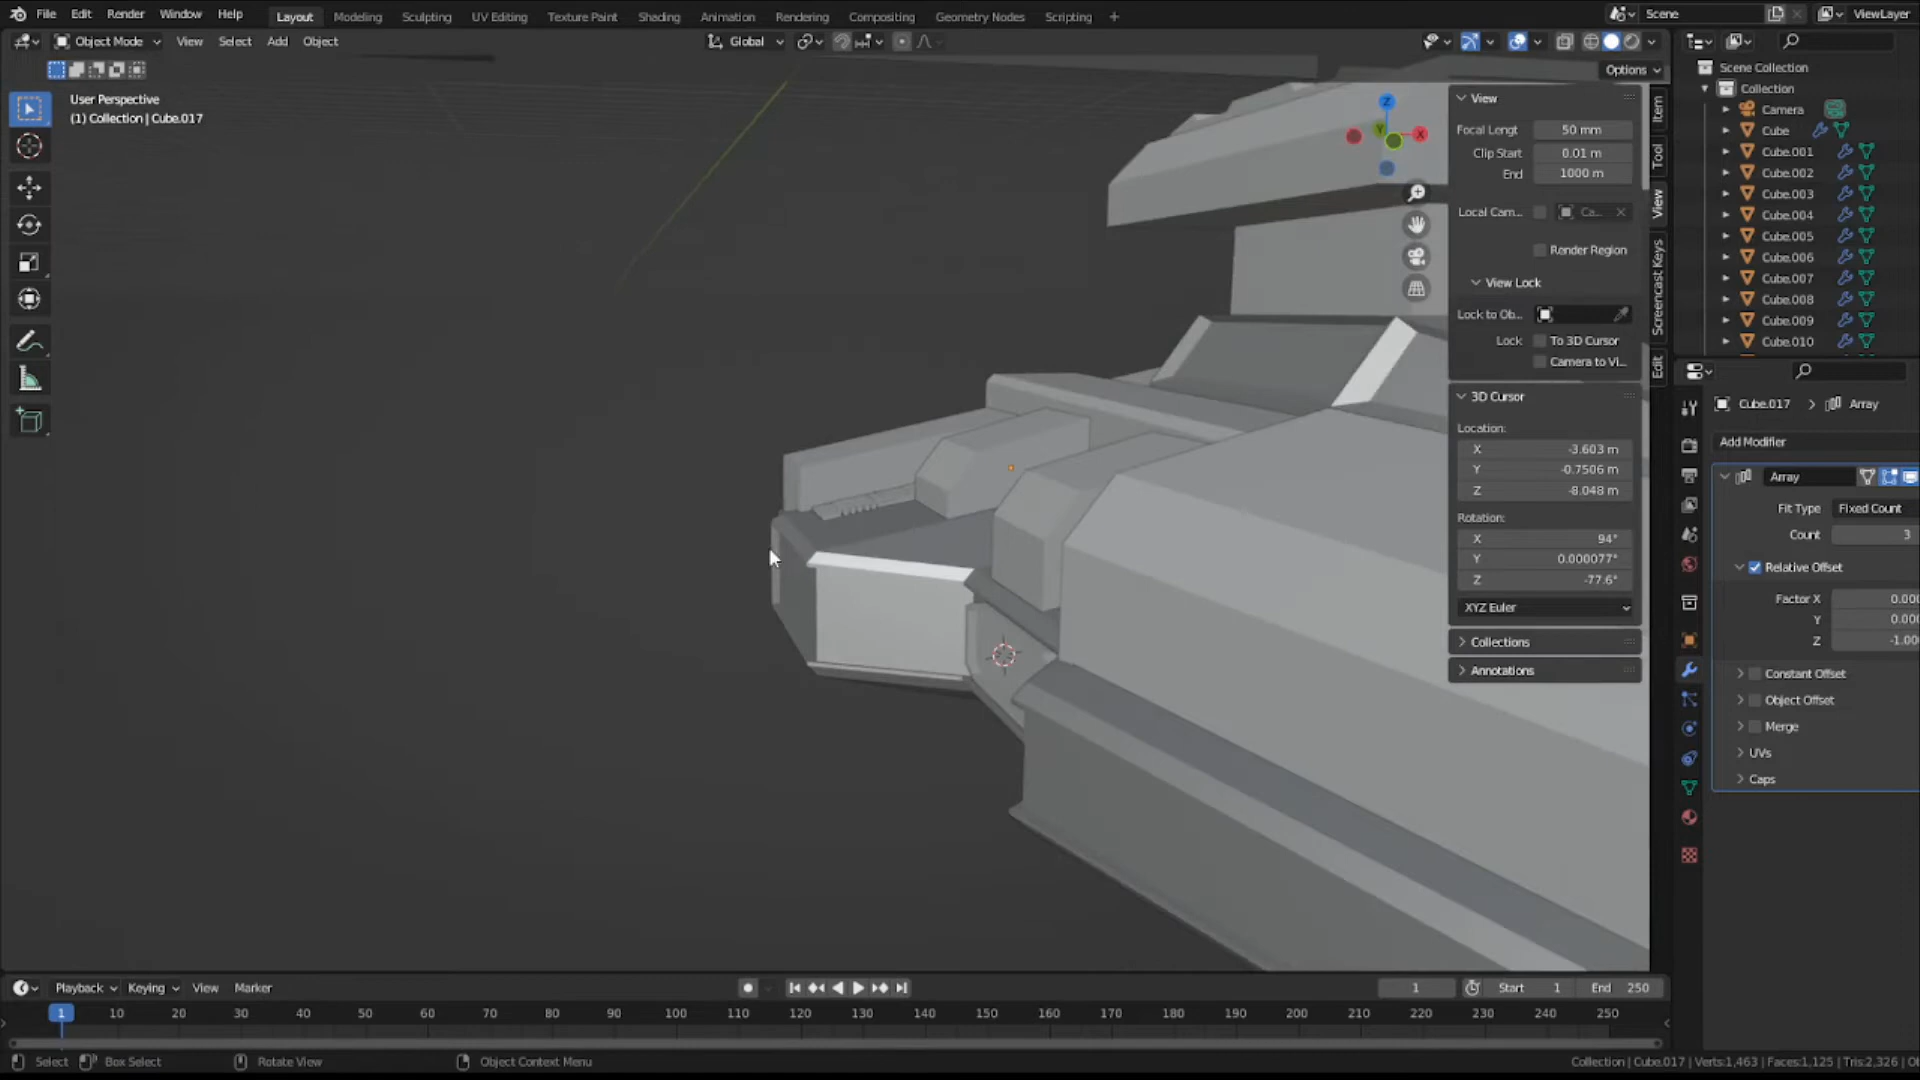 File Edit Render Window Help Layout Modeling Sculpting UV Editing Texture Paint Shading Animation Rendering Compositing Geometry Nodes Scripting + Scene ViewLayer
Object Mode View Select Add Object Global
Options
User Perspective
(1) Collection | Cube.017
View
Focal Lengt 50 mm
Clip Start 0.01 m
End 1000 m
Local Cam... Ca...
Render Region
View Lock
Lock to Ob...
Lock To 3D Cursor
Camera to Vi...
3D Cursor
Location:
X -3.603 m
Y -0.7506 m
Z -8.048 m
Rotation:
X 94°
Y 0.000077°
Z -77.6°
XYZ Euler
Collections
Annotations
Item
Tool
View
Screencast Keys
Edit
Z
Y
X
Scene Collection
Collection
Camera
Cube
Cube.001
Cube.002
Cube.003
Cube.004
Cube.005
Cube.006
Cube.007
Cube.008
Cube.009
Cube.010
Cube.017 Array
Add Modifier
Array
Fit Type Fixed Count
Count 3
Relative Offset
Factor X 0.000
Y 0.000
Z -1.00
Constant Offset
Object Offset
Merge
UVs
Caps
Playback Keying View Marker 1 Start 1 End 250
1 10 20 30 40 50 60 70 80 90 100 110 120 130 140 150 160 170 180 190 200 210 220 230 240 250
Select Box Select Rotate View Object Context Menu Collection | Cube.017 | Verts:1,463 | Faces:1,125 | Tris:2,326 | Ob